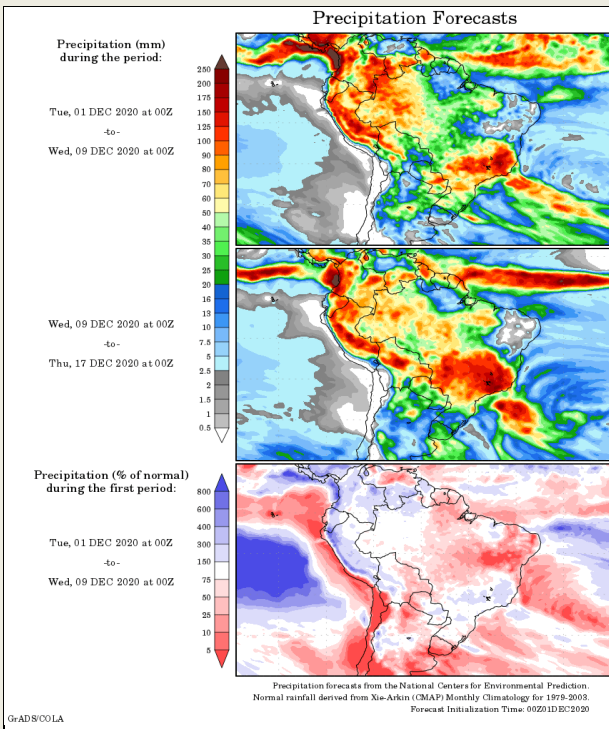 Precipitation Forecasts
Precipitation (mm)
during the period:
Tue, 01 DEC 2020 at 00Z
-to-
Wed, 09 DEC 2020 at 00Z
250
200
175
150
125
100
90
80
70
60
50
40
35
30
25
20
16
13
10
7.5
5
2.5
2
1.5
1
0.5
Wed, 09 DEC 2020 at 00Z
-to-
Thu, 17 DEC 2020 at 00Z
Precipitation (% of normal)
during the first period:
Tue, 01 DEC 2020 at 00Z
-to-
Wed, 09 DEC 2020 at 00Z
800
600
400
300
150
75
50
25
10
5
Precipitation forecasts from the National Centers for Environmental Prediction.
Normal rainfall derived from Xie-Arkin (CMAP) Monthly Climatology for 1979-2003.
Forecast Initialization Time: 00Z01DEC2020
GrADS/COLA